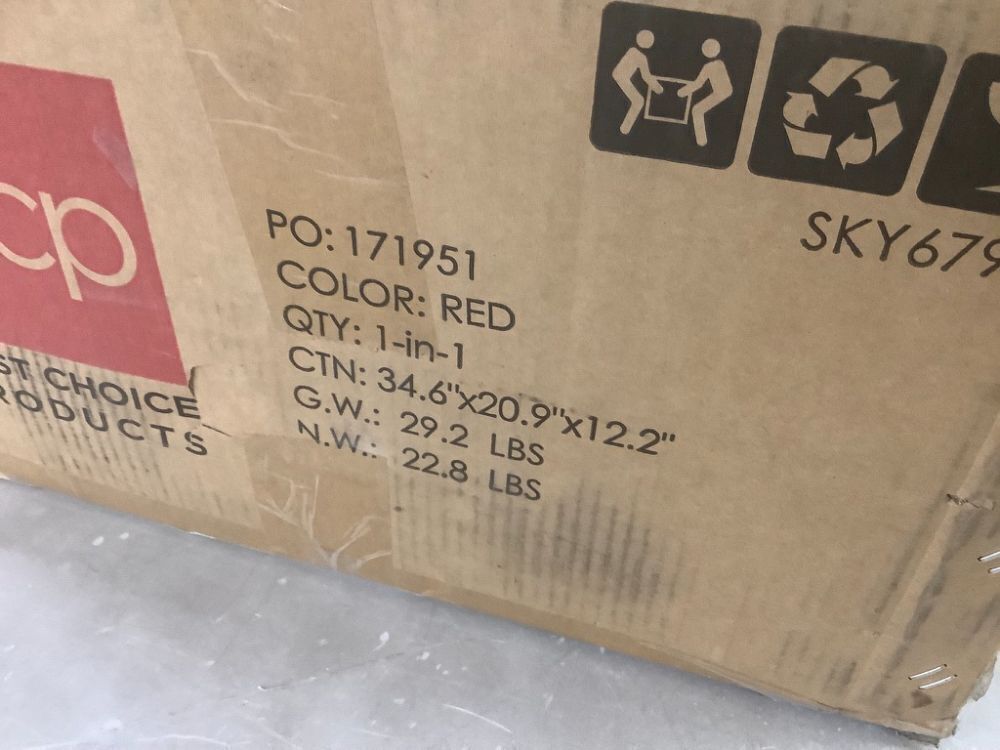 cp
ST CHOICE
RODUCTS
PO: 171951
COLOR: RED
QTY: 1-in-1
CTN: 34.6"x20.9"x12.2"
G.W.: 29.2 LBS
N.W.: 22.8 LBS
SKY679